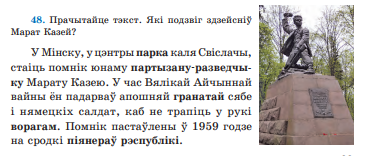 48. Прачытайце тэкст. Які подзвіг здзейсніў
Марат Казей?
У Мінску, у цэнтры парка каля Свіслачы,
стаіць помнік юнаму партызану-разведчы-
ку Марату Казею. У час Вялікай Айчыннай
вайны ён падарваў апошняй гранатай сябе
і нямецкіх салдат, каб не трапіць у рукі
ворагам. Помнік пастаўлены ў 1959 годзе
на сродкі піянераў рэспублікі.